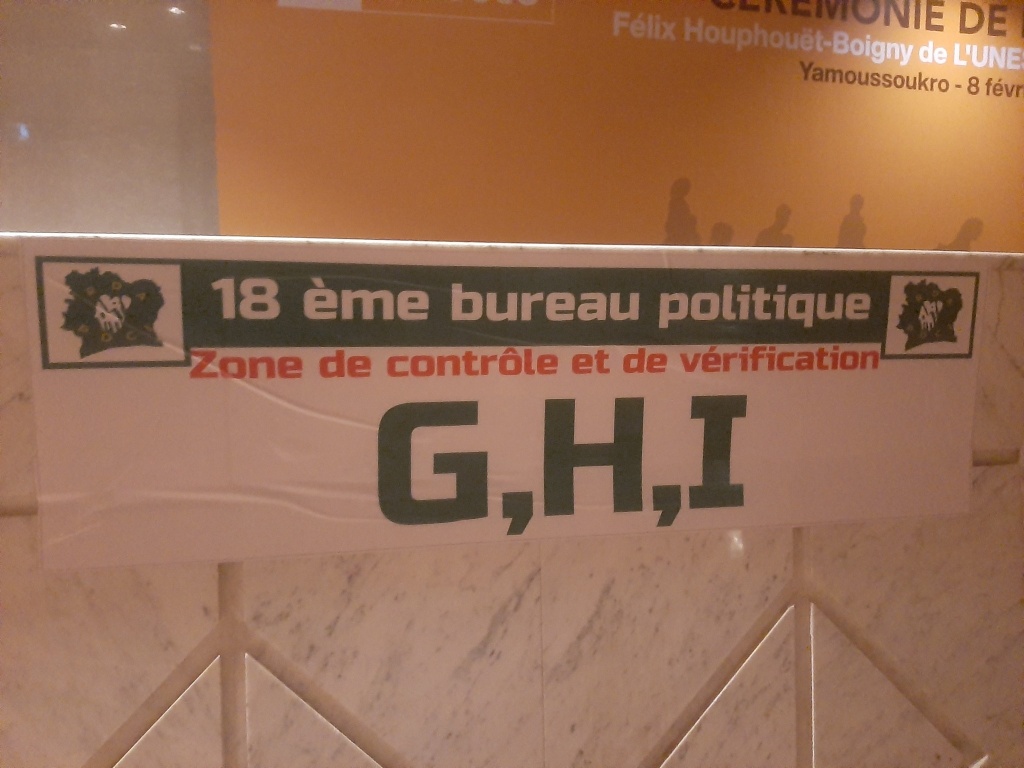 CÉRÉMONIE DE
Félix Houphouët-Boigny de L'UNES
Yamoussoukro - 8 févri
18 ème bureau politique
Zone de contrôle et de vérification
G,H,I